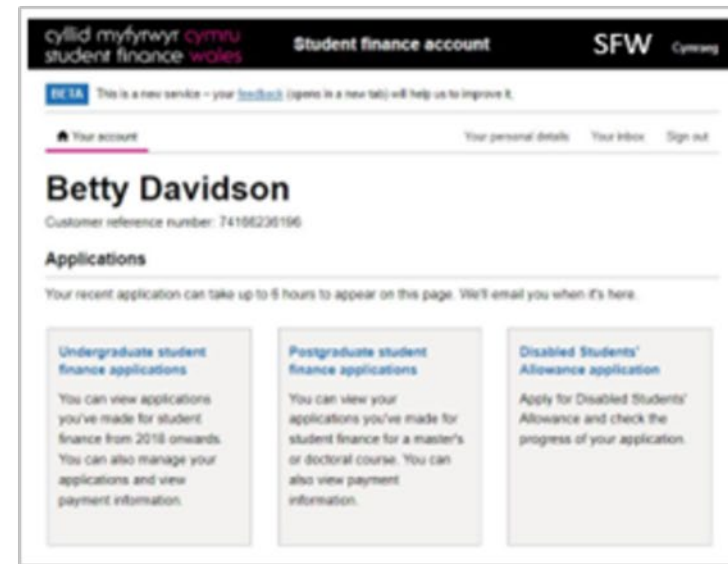 cyllid myfyrwyr cymru
student finance wales
Student finance account
SFW
Cymraeg
BETA This is a new service – your feedback (opens in a new tab) will help us to improve it.
Your account
Your personal details
Your inbox
Sign out
Betty Davidson
Customer reference number: 74166236196
Applications
Your recent application can take up to 6 hours to appear on this page. We'll email you when it's here.
Undergraduate student
finance applications
You can view applications
you've made for student
finance from 2018 onwards.
You can also manage your
applications and view
payment information.
Postgraduate student
finance applications
You can view your
applications you've made for
student finance for a master's
or doctoral course. You can
also view payment
information.
Disabled Students'
Allowance application
Apply for Disabled Students'
Allowance and check the
progress of your application.